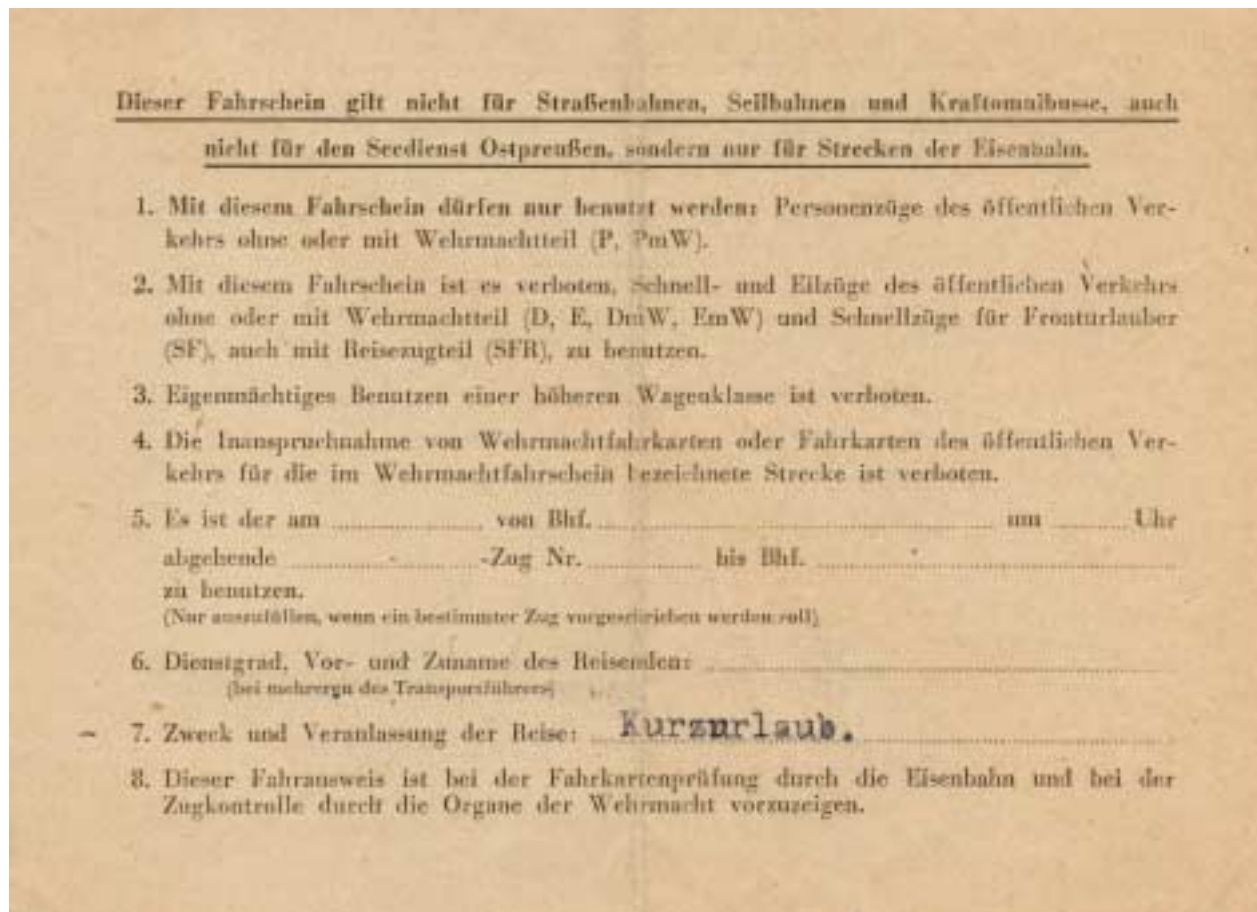 Dieser Fahrschein gilt nicht für Straßenbahnen, Seilbahnen und Kraftomnibusse, auch
nicht für den Seedienst Ostpreußen, sondern nur für Strecken der Eisenbahn.
1. Mit diesem Fahrschein dürfen nur benutzt werden: Personenzüge des öffentlichen Ver-
kehrs ohne oder mit Wehrmachtteil (P, PmW).
2. Mit diesem Fahrschein ist es verboten, Schnell- und Eilzüge des öffentlichen Verkehrs
ohne oder mit Wehrmachtteil (D, E, DmW, EmW) und Schnellzüge für Fronturlauber
(SF), auch mit Reisezugteil (SFR), zu benutzen.
3. Eigenmächtiges Benutzen einer höheren Wagenklasse ist verboten.
4. Die Inanspruchnahme von Wehrmachtfahrkarten oder Fahrkarten des öffentlichen Ver-
kehrs für die im Wehrmachtfahrschein bezeichnete Strecke ist verboten.
5. Es ist der am ............ von Bhf. ............ um ........ Uhr
abgehende ............ -Zug Nr. ............ bis Bhf. ............
zu benutzen.
(Nur auszufüllen, wenn ein bestimmter Zug vorgeschrieben werden soll)
6. Dienstgrad, Vor- und Zuname des Reisenden: ............
(bei mehreren des Transportführers)
7. Zweck und Veranlassung der Reise: Kurzurlaub.
8. Dieser Fahrausweis ist bei der Fahrkartenprüfung durch die Eisenbahn und bei der
Zugkontrolle durch die Organe der Wehrmacht vorzuzeigen.